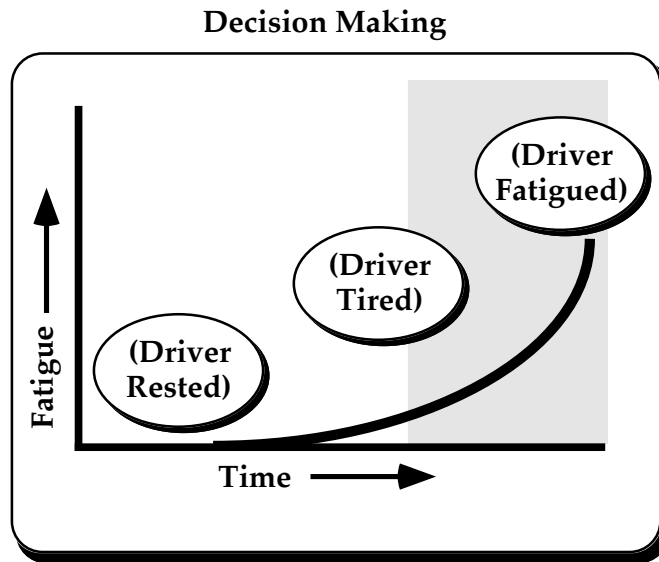 Decision Making
(Driver
Fatigued)
(Driver
Tired)
(Driver
Rested)
Fatigue
Time